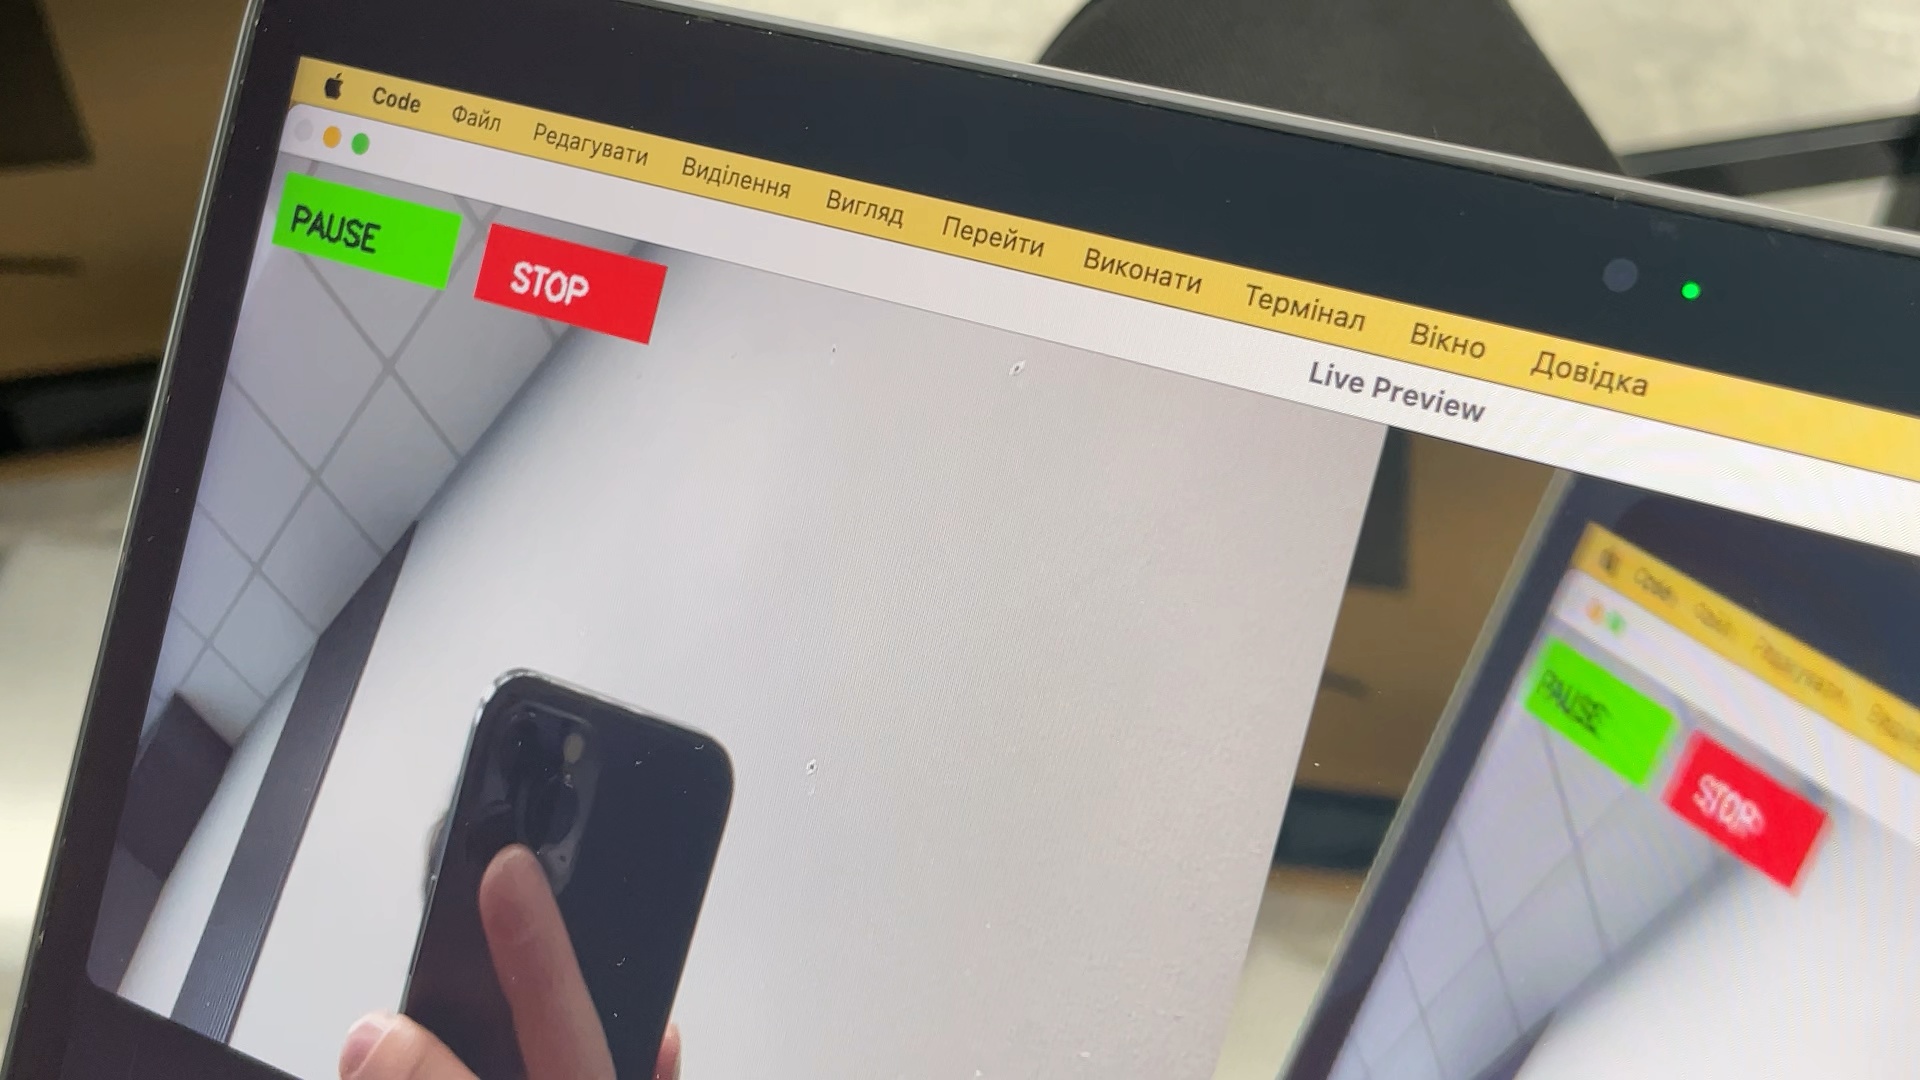 Code Файл Редагувати Виділення Вигляд Перейти Виконати Термінал Вікно Довідка
Live Preview
PAUSE STOP
PAUSE
STOP